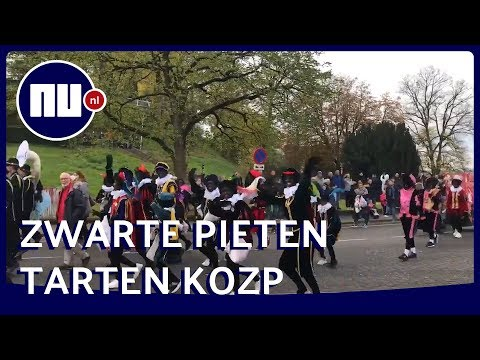 NU
.nl
ZWARTE PIETEN
TARTEN KOZP